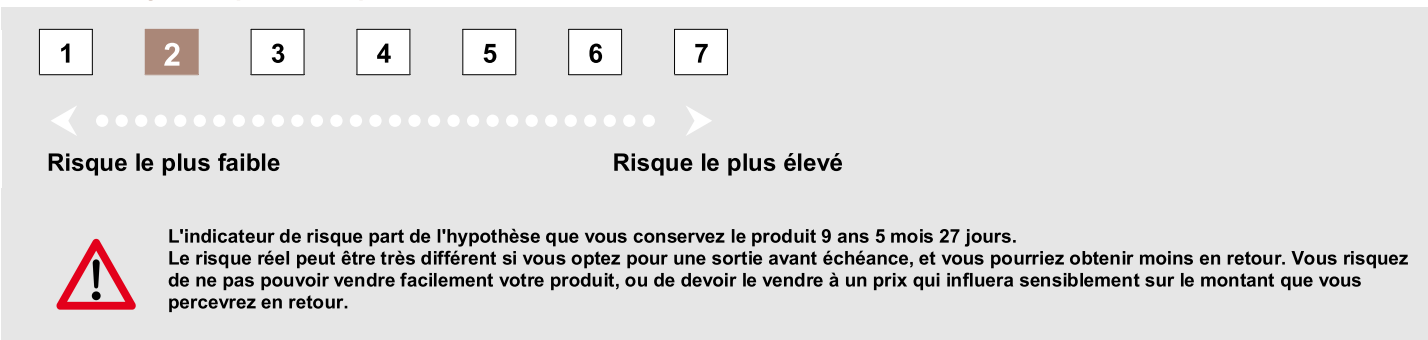 1 2 3 4 5 6 7
Risque le plus faible Risque le plus élevé
L'indicateur de risque part de l'hypothèse que vous conservez le produit 9 ans 5 mois 27 jours.
Le risque réel peut être très différent si vous optez pour une sortie avant échéance, et vous pourriez obtenir moins en retour. Vous risquez
de ne pas pouvoir vendre facilement votre produit, ou de devoir le vendre à un prix qui influera sensiblement sur le montant que vous
percevrez en retour.